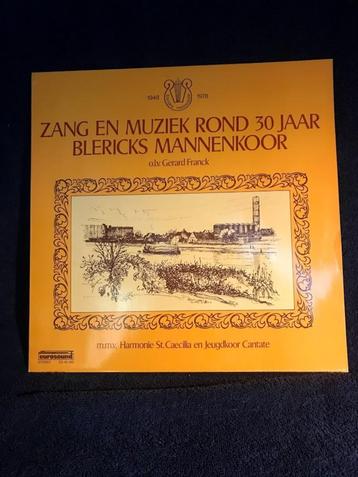 1948 1978
ZANG EN MUZIEK ROND 30 JAAR
BLERICKS MANNENKOOR
o.l.v. Gerard Franck
m.m.v. Harmonie St. Caecilia en Jeugdkoor Cantate
eurosound